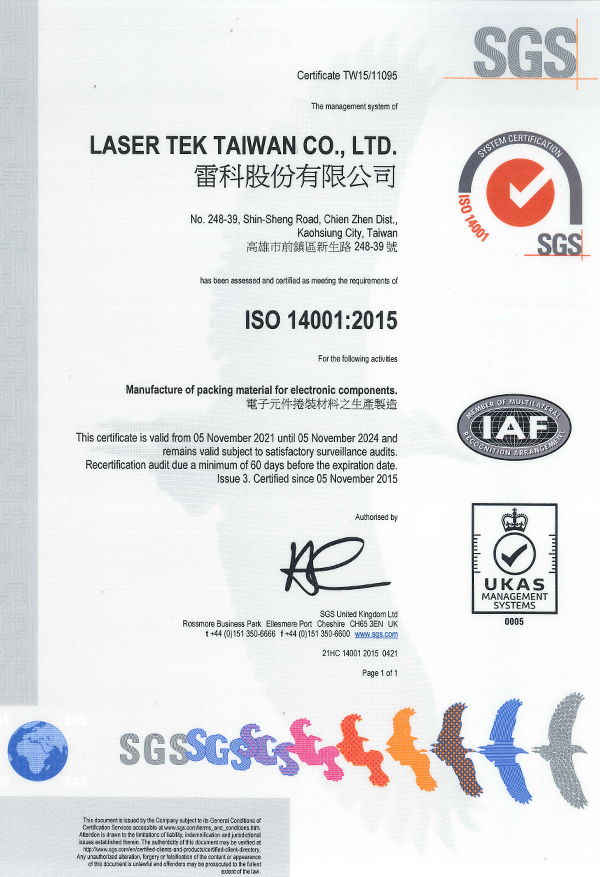 SGS
Certificate TW15/11095
The management system of
LASER TEK TAIWAN CO., LTD.
雷科股份有限公司
SYSTEM CERTIFICATION
ISO 14001
SGS
No. 248-39, Shin-Sheng Road, Chien Zhen Dist.,
Kaohsiung City, Taiwan
高雄市前鎮區新生路 248-39 號
has been assessed and certified as meeting the requirements of
ISO 14001:2015
For the following activities
Manufacture of packing material for electronic components.
電子元件捲裝材料之生產製造
MEMBER OF MULTILATERAL
IAF
RECOGNITION ARRANGEMENT
This certificate is valid from 05 November 2021 until 05 November 2024 and
remains valid subject to satisfactory surveillance audits.
Recertification audit due a minimum of 60 days before the expiration date.
Issue 3. Certified since 05 November 2015
Authorised by
UKAS
MANAGEMENT
SYSTEMS
0005
SGS United Kingdom Ltd
Rossmore Business Park Ellesmere Port Cheshire CH65 3EN UK
t +44 (0)151 350-6666 f +44 (0)151 350-6600 www.sgs.com
21HC 14001 2015 0421
Page 1 of 1
SGS SGS SGS
This document is issued by the Company subject to its General Conditions of
Certification Services accessible at www.sgs.com/terms_and_conditions.htm.
Attention is drawn to the limitations of liability, indemnification and jurisdictional
issues established therein. The authenticity of this document may be verified at
http://www.sgs.com/en/certified-clients-and-products/certified-client-directory.
Any unauthorized alteration, forgery or falsification of the content or appearance
of this document is unlawful and offenders may be prosecuted to the fullest
extent of the law.